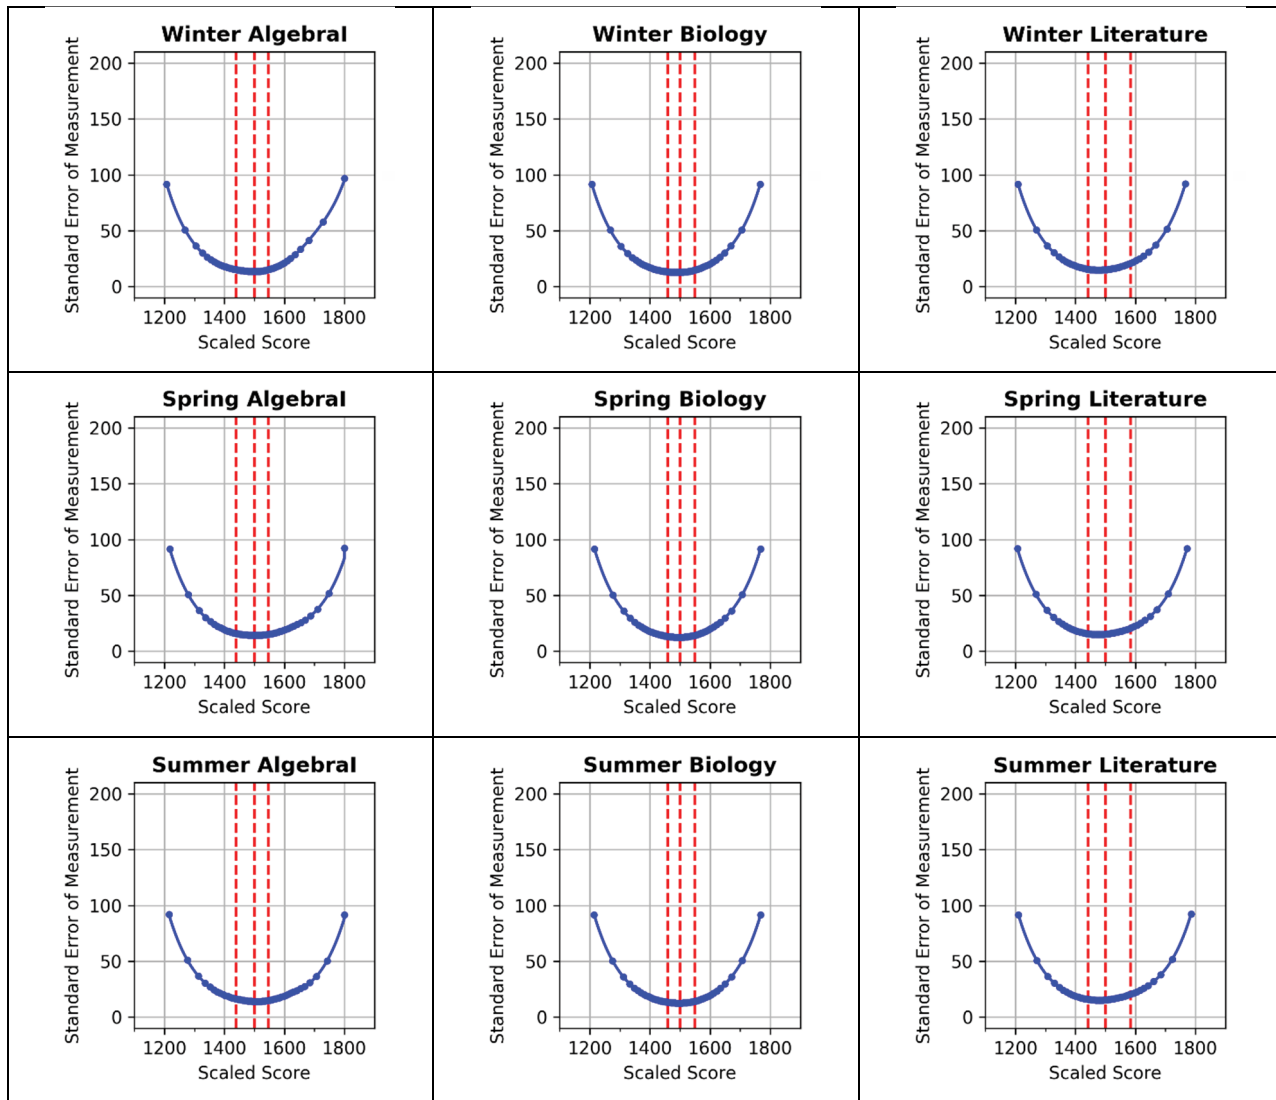 Winter AlgebraI
Standard Error of Measurement
200
150
100
50
0
1200 1400 1600 1800
Scaled Score
Winter Biology
Standard Error of Measurement
200
150
100
50
0
1200 1400 1600 1800
Scaled Score
Winter Literature
Standard Error of Measurement
200
150
100
50
0
1200 1400 1600 1800
Scaled Score
Spring AlgebraI
Standard Error of Measurement
200
150
100
50
0
1200 1400 1600 1800
Scaled Score
Spring Biology
Standard Error of Measurement
200
150
100
50
0
1200 1400 1600 1800
Scaled Score
Spring Literature
Standard Error of Measurement
200
150
100
50
0
1200 1400 1600 1800
Scaled Score
Summer AlgebraI
Standard Error of Measurement
200
150
100
50
0
1200 1400 1600 1800
Scaled Score
Summer Biology
Standard Error of Measurement
200
150
100
50
0
1200 1400 1600 1800
Scaled Score
Summer Literature
Standard Error of Measurement
200
150
100
50
0
1200 1400 1600 1800
Scaled Score